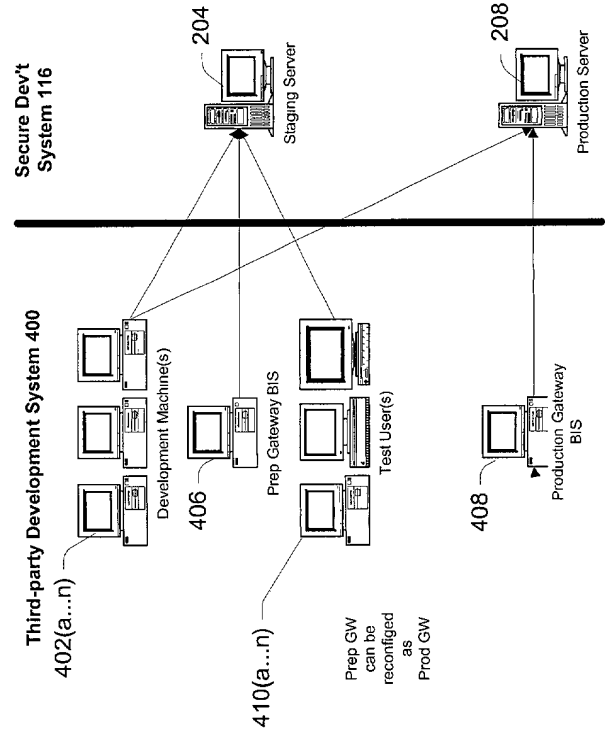 Third-party Development System 400
Secure Dev't
System 116
402(a...n)
Development Machine(s)
204
Staging Server
406
Prep Gateway BIS
410(a...n)
Test User(s)
Prep GW
can be
reconfiged
as
Prod GW
408
Production Gateway
BIS
208
Production Server